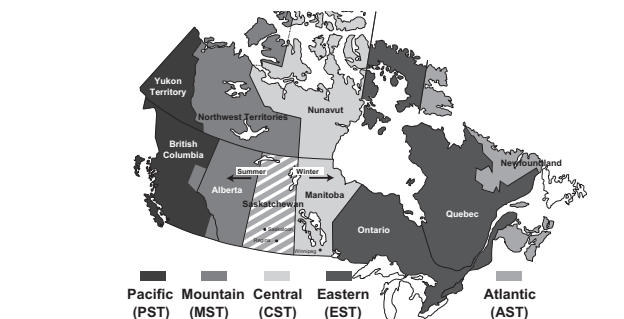 Yukon
Territory
Northwest Territories
Nunavut
British
Columbia
Summer
Winter
Newfoundland
Alberta
Saskatchewan
Manitoba
Quebec
Saskatoon
Ontario
Regina
Winnipeg
Pacific
(PST)
Mountain
(MST)
Central
(CST)
Eastern
(EST)
Atlantic
(AST)